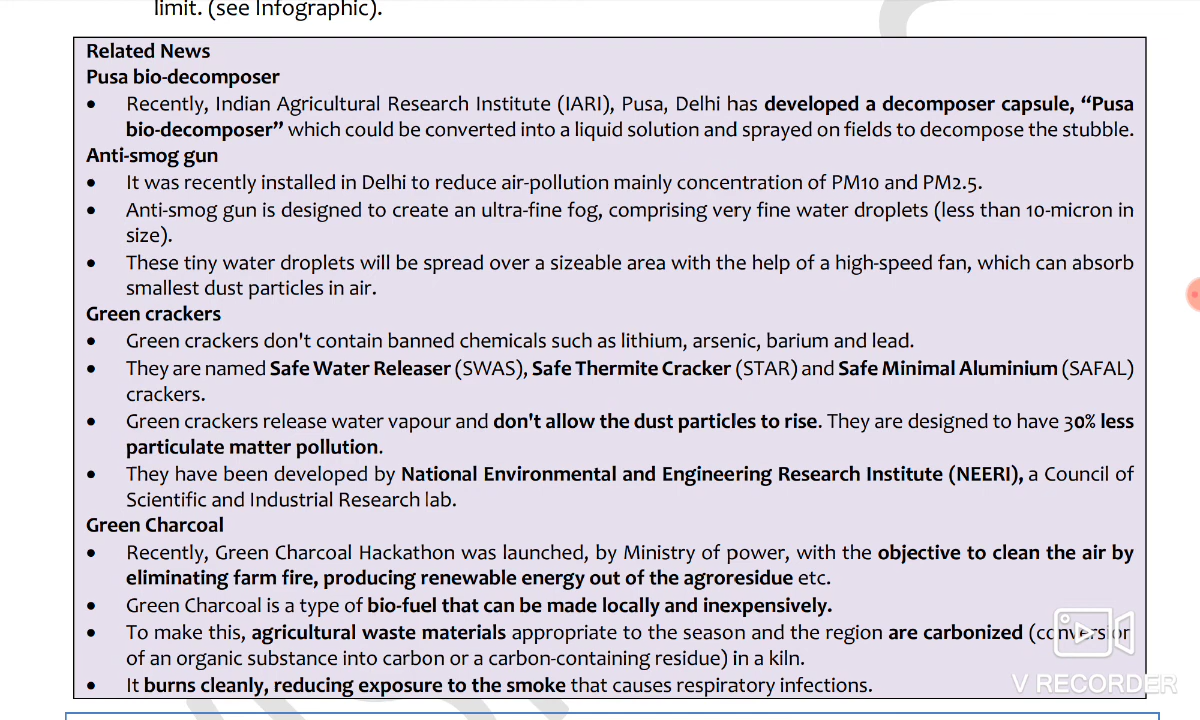 limit. (see Infographic).
Related News
Pusa bio-decomposer
• Recently, Indian Agricultural Research Institute (IARI), Pusa, Delhi has developed a decomposer capsule, “Pusa
bio-decomposer” which could be converted into a liquid solution and sprayed on fields to decompose the stubble.
Anti-smog gun
• It was recently installed in Delhi to reduce air-pollution mainly concentration of PM10 and PM2.5.
• Anti-smog gun is designed to create an ultra-fine fog, comprising very fine water droplets (less than 10-micron in
size).
• These tiny water droplets will be spread over a sizeable area with the help of a high-speed fan, which can absorb
smallest dust particles in air.
Green crackers
• Green crackers don't contain banned chemicals such as lithium, arsenic, barium and lead.
• They are named Safe Water Releaser (SWAS), Safe Thermite Cracker (STAR) and Safe Minimal Aluminium (SAFAL)
crackers.
• Green crackers release water vapour and don't allow the dust particles to rise. They are designed to have 30% less
particulate matter pollution.
• They have been developed by National Environmental and Engineering Research Institute (NEERI), a Council of
Scientific and Industrial Research lab.
Green Charcoal
• Recently, Green Charcoal Hackathon was launched, by Ministry of power, with the objective to clean the air by
eliminating farm fire, producing renewable energy out of the agroresidue etc.
• Green Charcoal is a type of bio-fuel that can be made locally and inexpensively.
• To make this, agricultural waste materials appropriate to the season and the region are carbonized (conversion
of an organic substance into carbon or a carbon-containing residue) in a kiln.
• It burns cleanly, reducing exposure to the smoke that causes respiratory infections.
V RECORDER